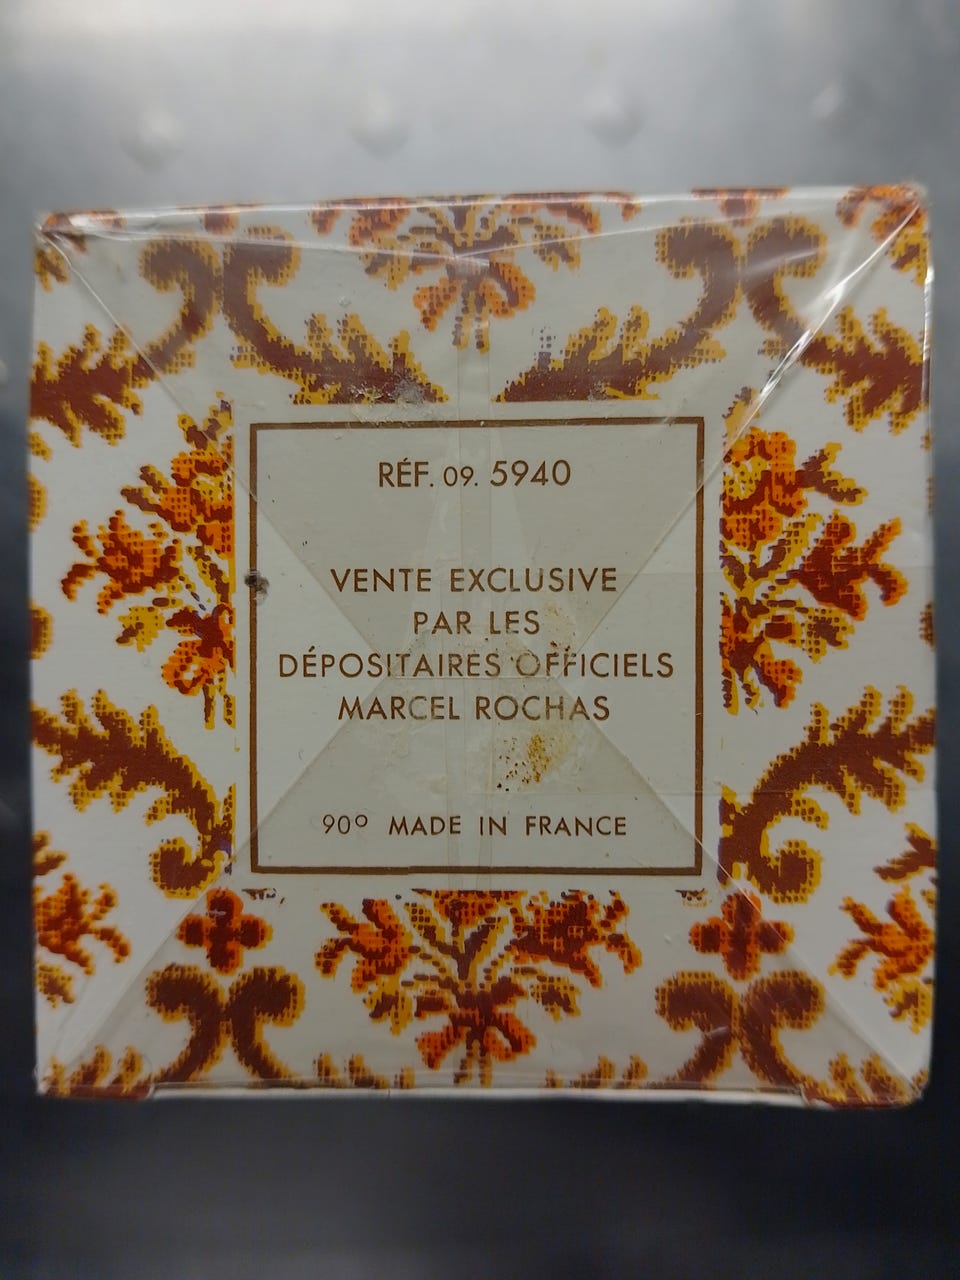 RÉF. 09. 5940
VENTE EXCLUSIVE
PAR LES
DÉPOSITAIRES OFFICIELS
MARCEL ROCHAS
90° MADE IN FRANCE